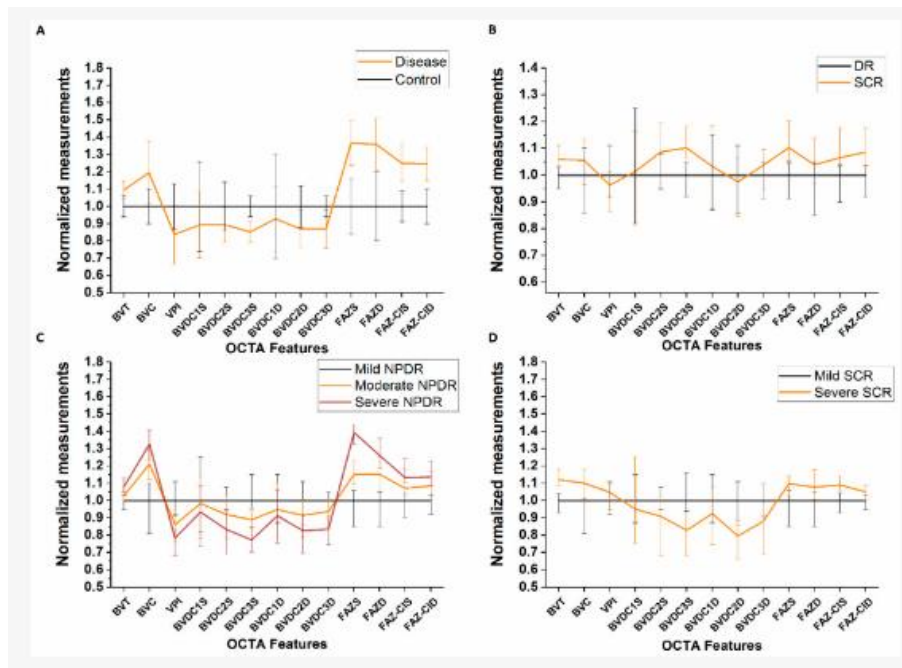 A
Disease
Control
Normalized measurements
1.8
1.7
1.6
1.5
1.4
1.3
1.2
1.1
1.0
0.9
0.8
0.7
0.6
0.5
BVT
BVC
VPI
BVDC1S
BVDC2S
BVDC3S
BVDC1D
BVDC2D
BVDC3D
FAZS
FAZD
FAZ-CIS
FAZ-CID
OCTA Features
B
DR
SCR
Normalized measurements
1.4
1.3
1.2
1.1
1.0
0.9
0.8
0.7
0.6
BVT
BVC
VPI
BVDC1S
BVDC2S
BVDC3S
BVDC1D
BVDC2D
BVDC3D
FAZS
FAZD
FAZ-CIS
FAZ-CID
OCTA Features
C
Mild NPDR
Moderate NPDR
Severe NPDR
Normalized measurements
1.8
1.7
1.6
1.5
1.4
1.3
1.2
1.1
1.0
0.9
0.8
0.7
0.6
0.5
BVT
BVC
VPI
BVDC1S
BVDC2S
BVDC3S
BVDC1D
BVDC2D
BVDC3D
FAZS
FAZD
FAZ-CIS
FAZ-CID
OCTA Features
D
Mild SCR
Severe SCR
Normalized measurements
1.8
1.7
1.6
1.5
1.4
1.3
1.2
1.1
1.0
0.9
0.8
0.7
0.6
0.5
BVT
BVC
VPI
BVDC1S
BVDC2S
BVDC3S
BVDC1D
BVDC2D
BVDC3D
FAZS
FAZD
FAZ-CIS
FAZ-CID
OCTA Features